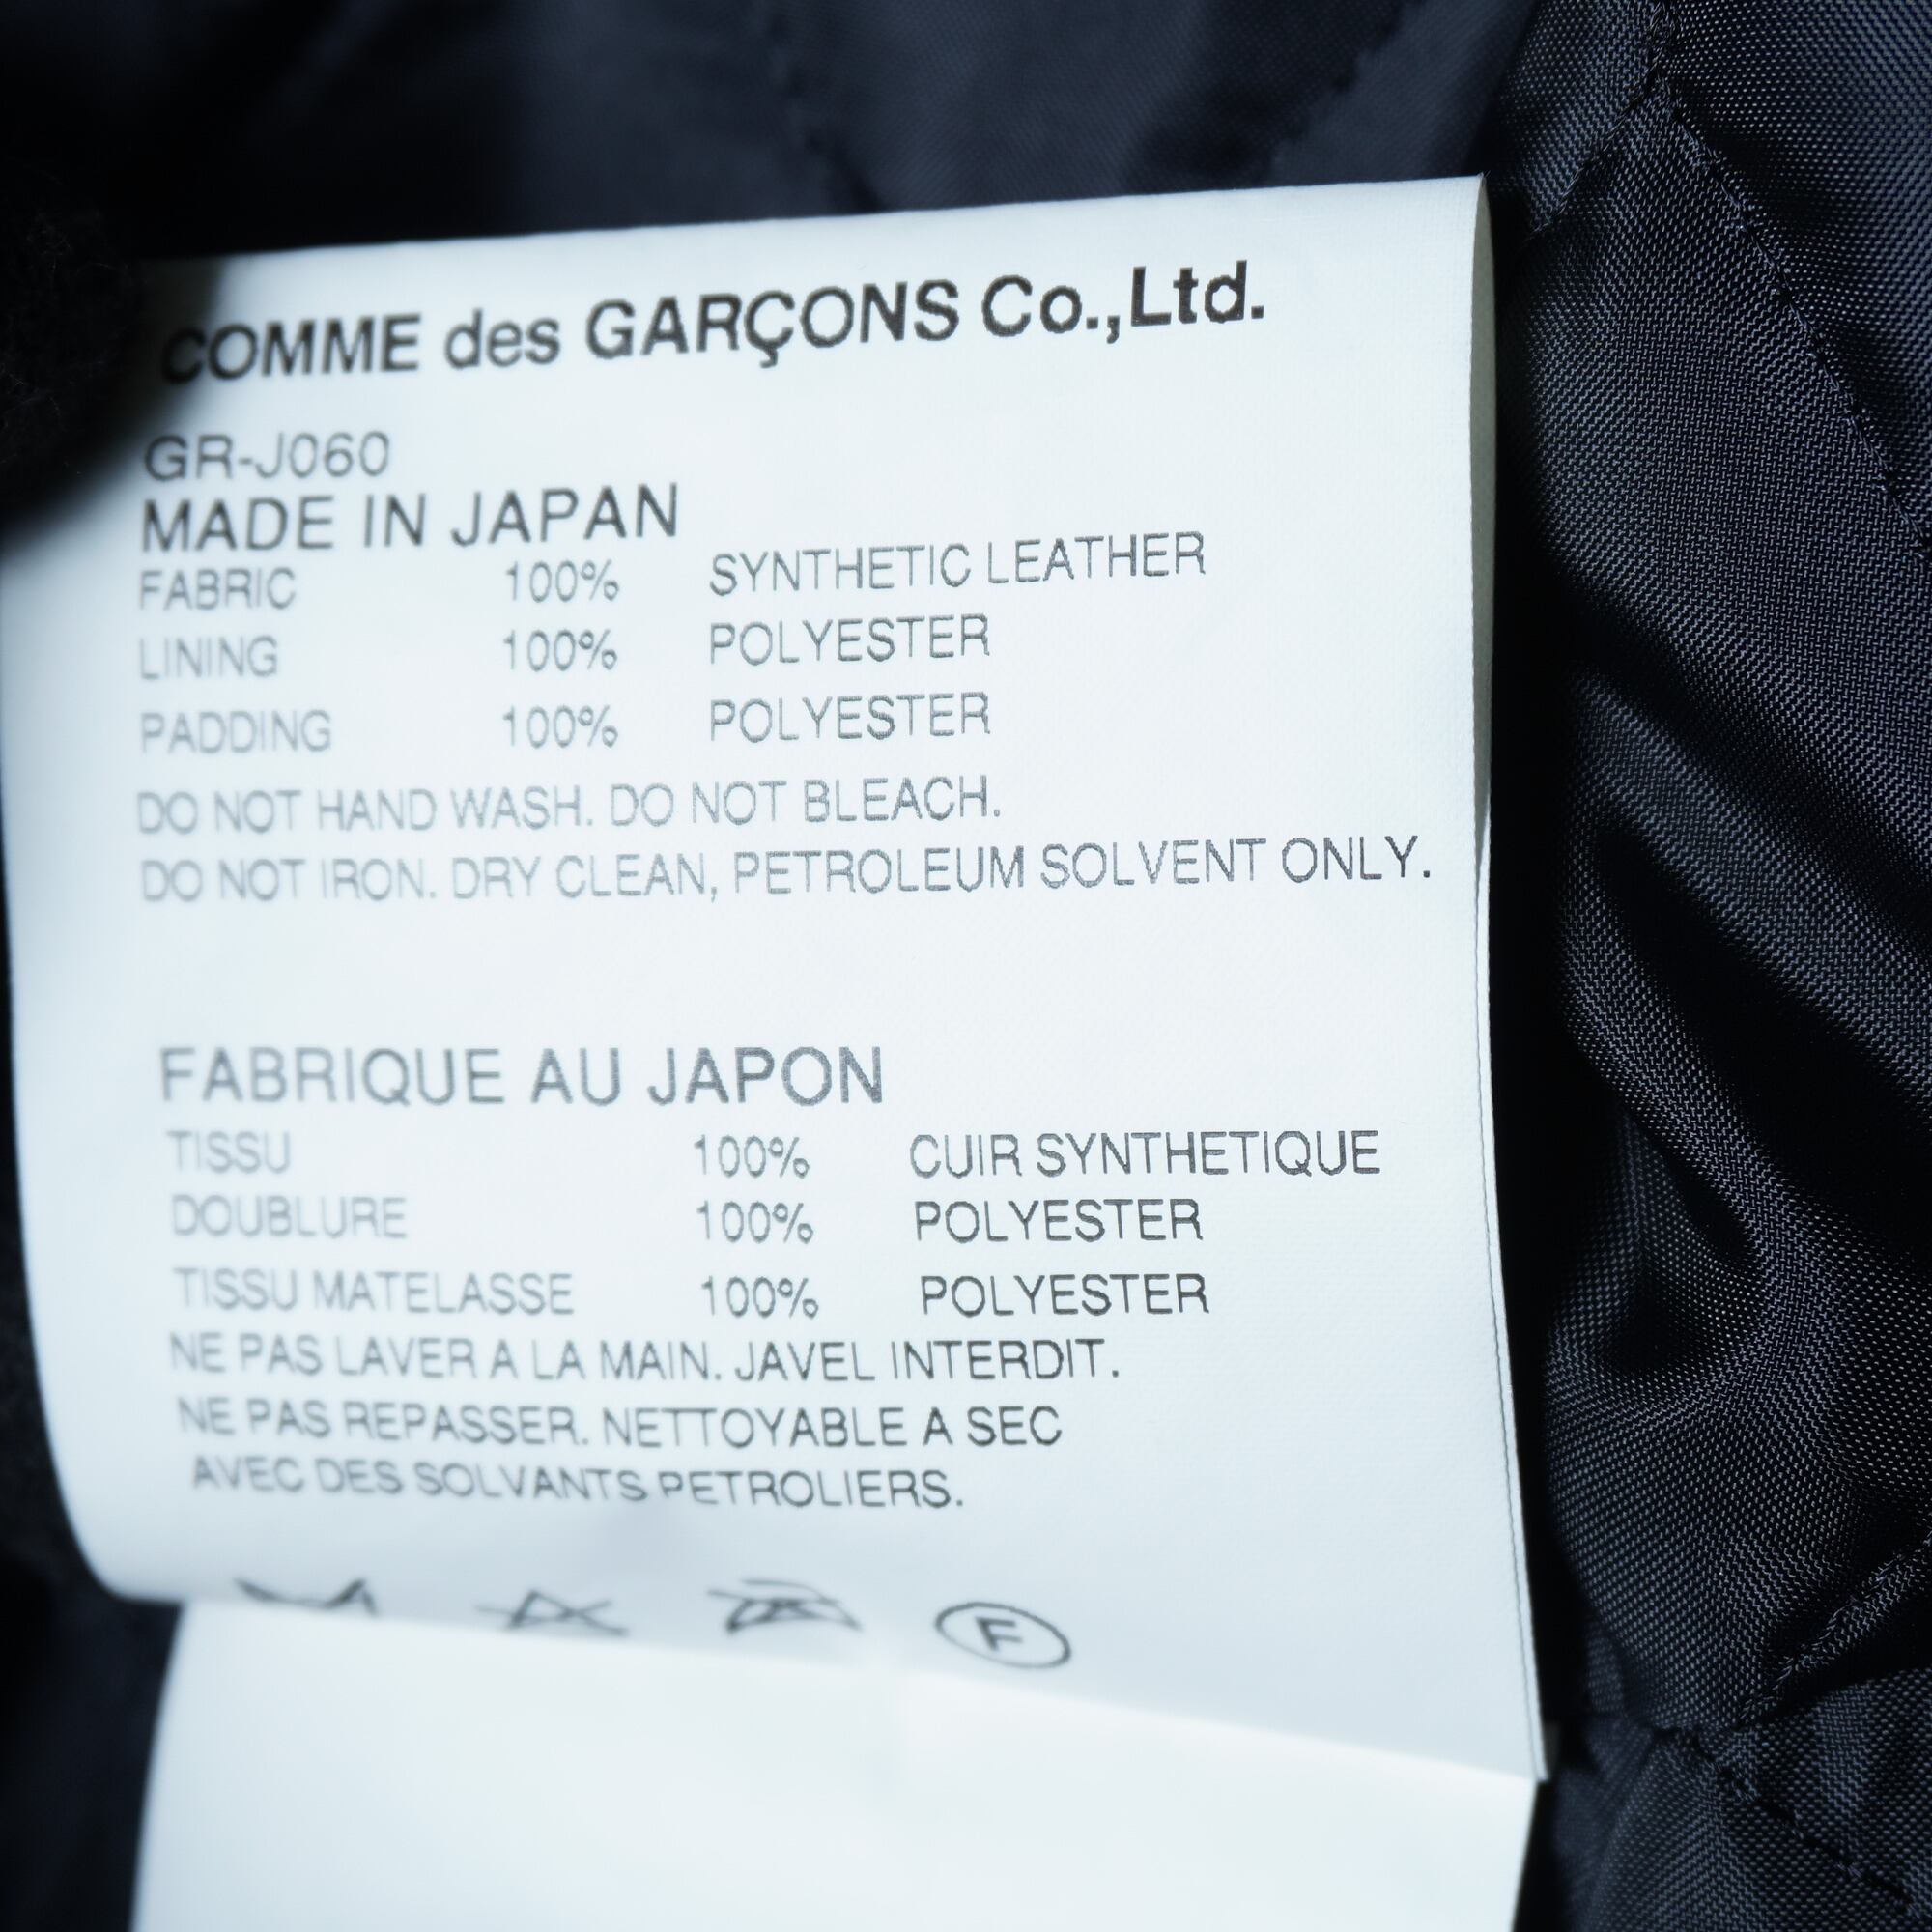 COMME des GARÇONS Co.,Ltd.
GR-J060
MADE IN JAPAN
FABRIC 100% SYNTHETIC LEATHER
LINING 100% POLYESTER
PADDING 100% POLYESTER
DO NOT HAND WASH. DO NOT BLEACH.
DO NOT IRON. DRY CLEAN, PETROLEUM SOLVENT ONLY.
FABRIQUE AU JAPON
TISSU 100% CUIR SYNTHETIQUE
DOUBLURE 100% POLYESTER
TISSU MATELASSE 100% POLYESTER
NE PAS LAVER A LA MAIN. JAVEL INTERDIT.
NE PAS REPASSER. NETTOYABLE A SEC
AVEC DES SOLVANTS PETROLIERS.
F